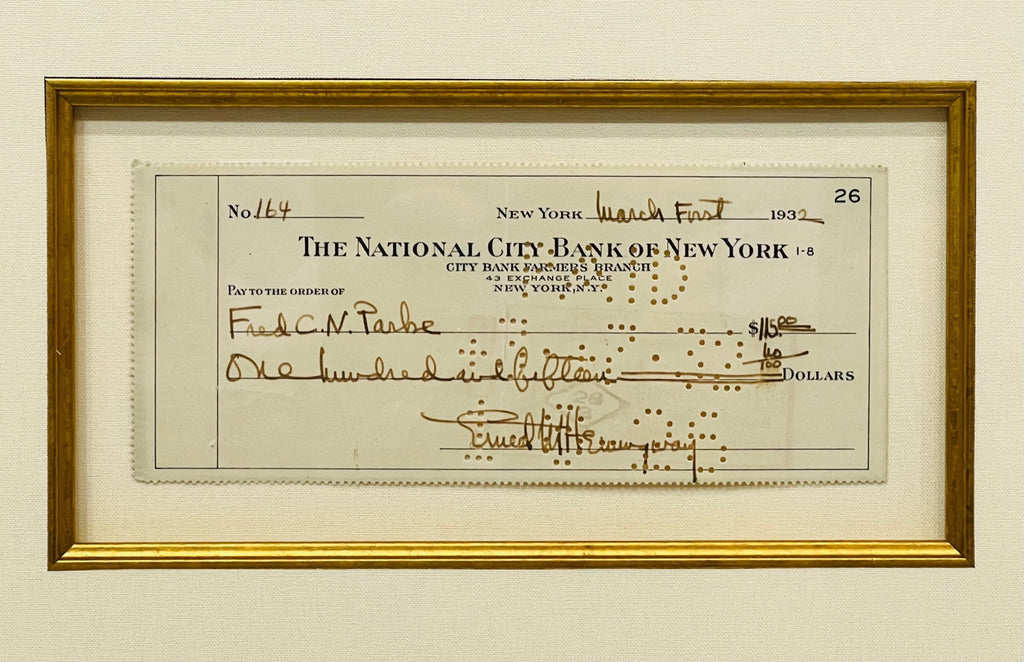 26
No. 164 New York March First 1932
The National City Bank of New York 1-8
City Bank Farmers Branch
43 Exchange Place
New York, N.Y.
Pay to the order of
Fred C. N. Parke $115.00
One hundred and fifteen no/100 Dollars
Ernest M Hemingway
PAID